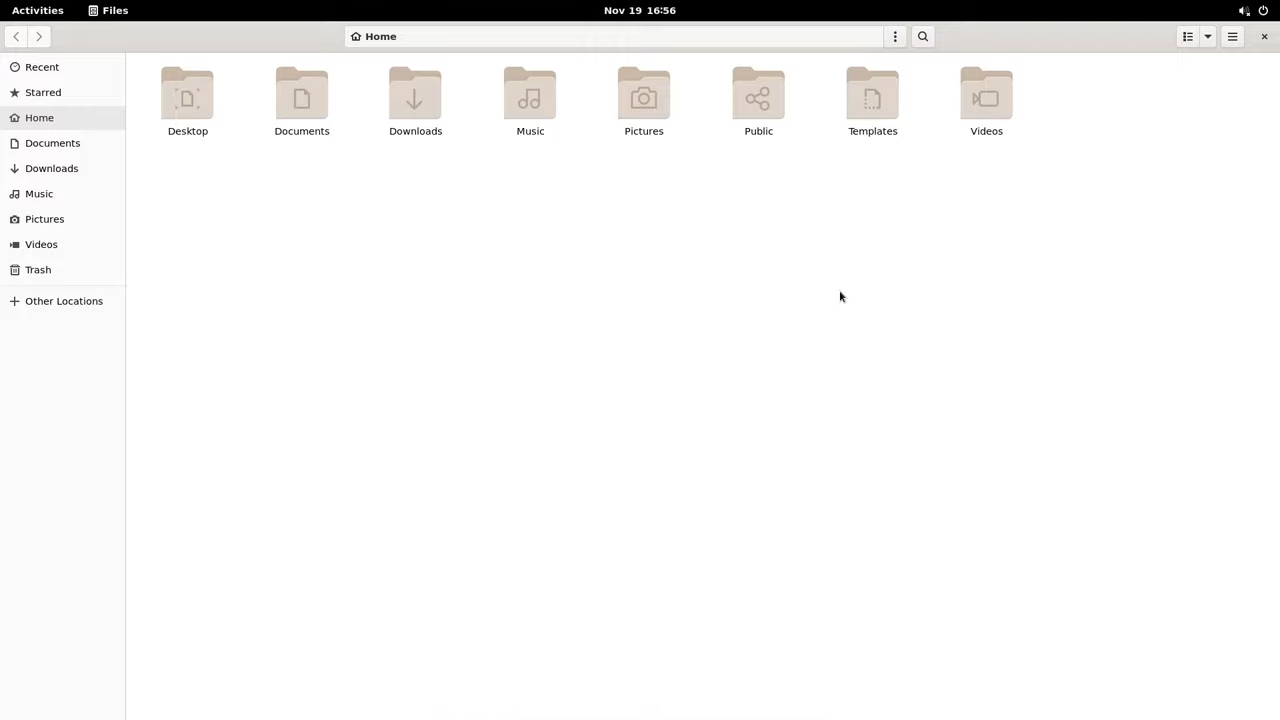 Activities Files Nov 19 16:56
Home
Recent
Starred
Home
Documents
Downloads
Music
Pictures
Videos
Trash
Other Locations
Desktop Documents Downloads Music Pictures Public Templates Videos